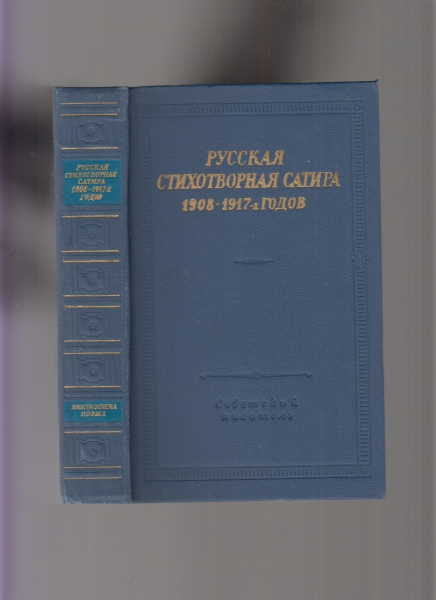 РУССКАЯ
СТИХОТВОРНАЯ
САТИРА
1908-1917-х
ГОДОВ
БИБЛИОТЕКА
ПОЭТА
РУССКАЯ
СТИХОТВОРНАЯ САТИРА
1908-1917-х ГОДОВ
Советский
писатель